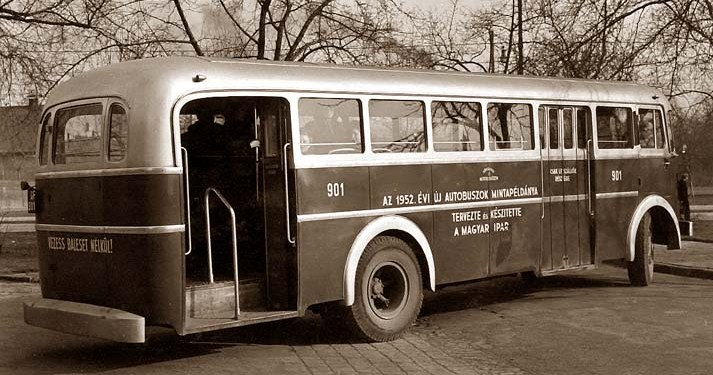 VEZESS BALESET NÉLKÜL!
901
AZ 1952. ÉVI ÚJ AUTOBUSZOK MINTAPÉLDÁNYA
TERVEZTE ÉS KÉSZÍTETTE
A MAGYAR IPAR
901